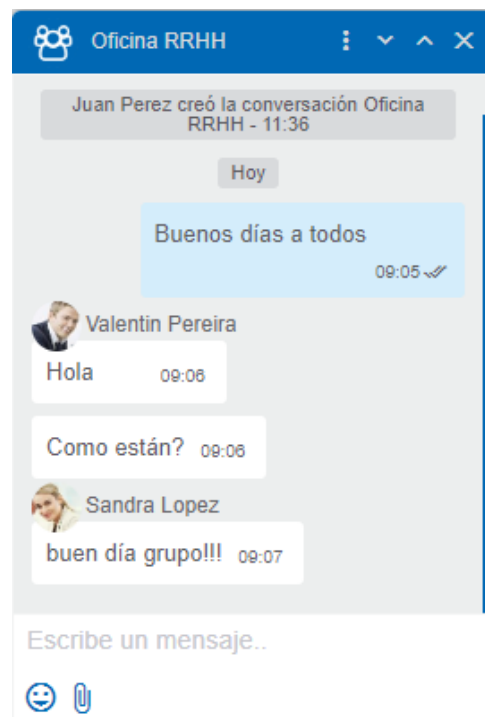 Oficina RRHH
Juan Perez creó la conversación Oficina
RRHH - 11:36
Hoy
Buenos días a todos
09:05
Valentin Pereira
Hola 09:06
Como están? 09:06
Sandra Lopez
buen día grupo!!! 09:07
Escribe un mensaje..